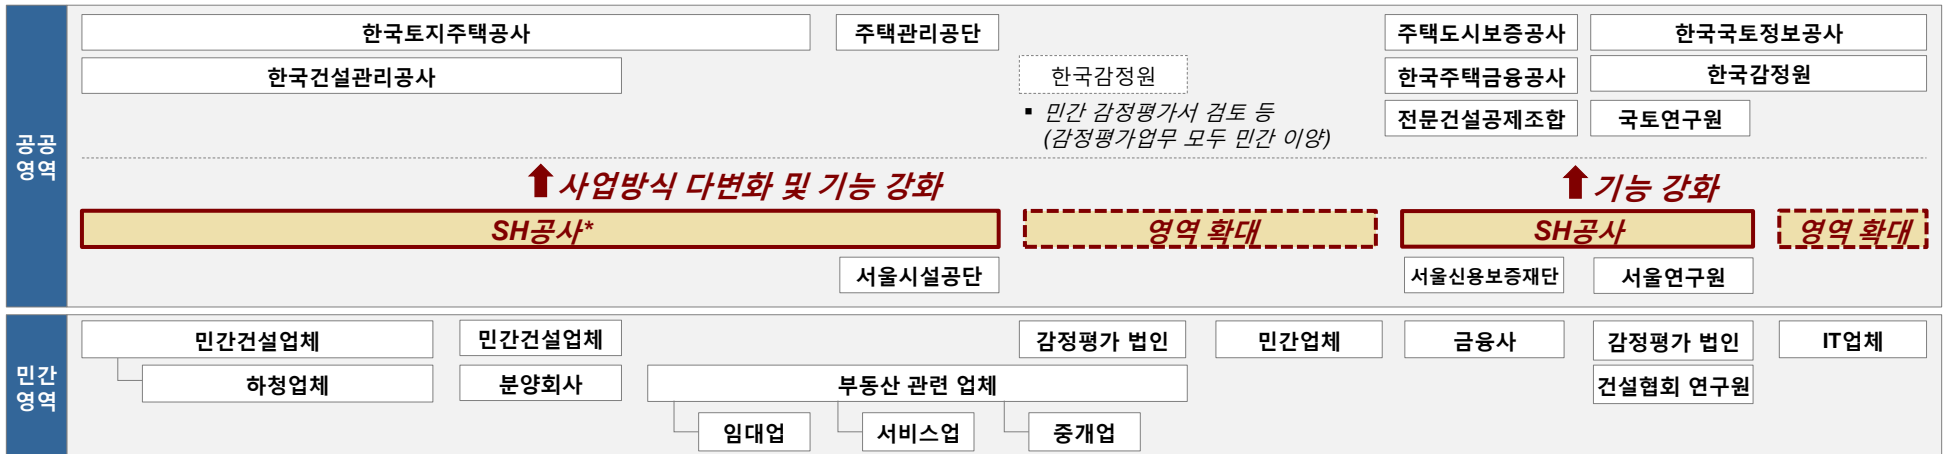 공공
영역
한국토지주택공사
주택관리공단
주택도시보증공사
한국국토정보공사
한국건설관리공사
한국감정원
한국주택금융공사
한국감정원
▪ 민간 감정평가서 검토 등
(감정평가업무 모두 민간 이양)
전문건설공제조합
국토연구원
사업방식 다변화 및 기능 강화
기능 강화
SH공사*
영역 확대
SH공사
영역 확대
서울시설공단
서울신용보증재단
서울연구원
민간
영역
민간건설업체
민간건설업체
감정평가 법인
민간업체
금융사
감정평가 법인
IT업체
하청업체
분양회사
부동산 관련 업체
건설협회 연구원
임대업
서비스업
중개업